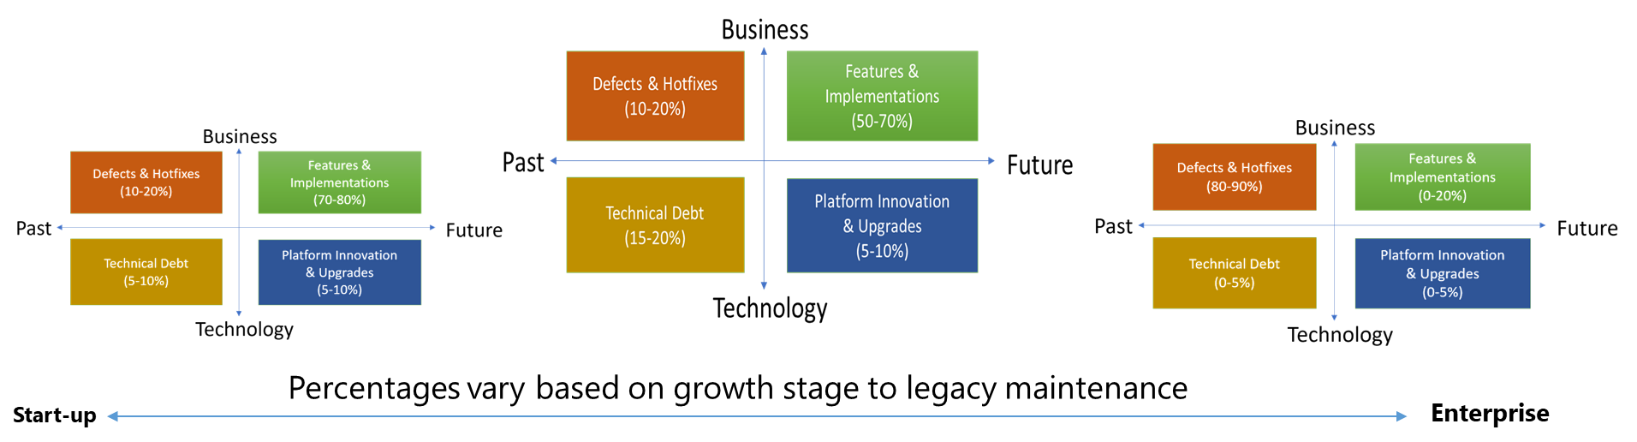 Business
Defects & Hotfixes
(10-20%)
Features &
Implementations
(70-80%)
Past
Future
Technical Debt
(5-10%)
Platform Innovation
& Upgrades
(5-10%)
Technology
Business
Defects & Hotfixes
(10-20%)
Features &
Implementations
(50-70%)
Past
Future
Technical Debt
(15-20%)
Platform Innovation
& Upgrades
(5-10%)
Technology
Business
Defects & Hotfixes
(80-90%)
Features &
Implementations
(0-20%)
Past
Future
Technical Debt
(0-5%)
Platform Innovation
& Upgrades
(0-5%)
Technology
Percentages vary based on growth stage to legacy maintenance
Start-up
Enterprise